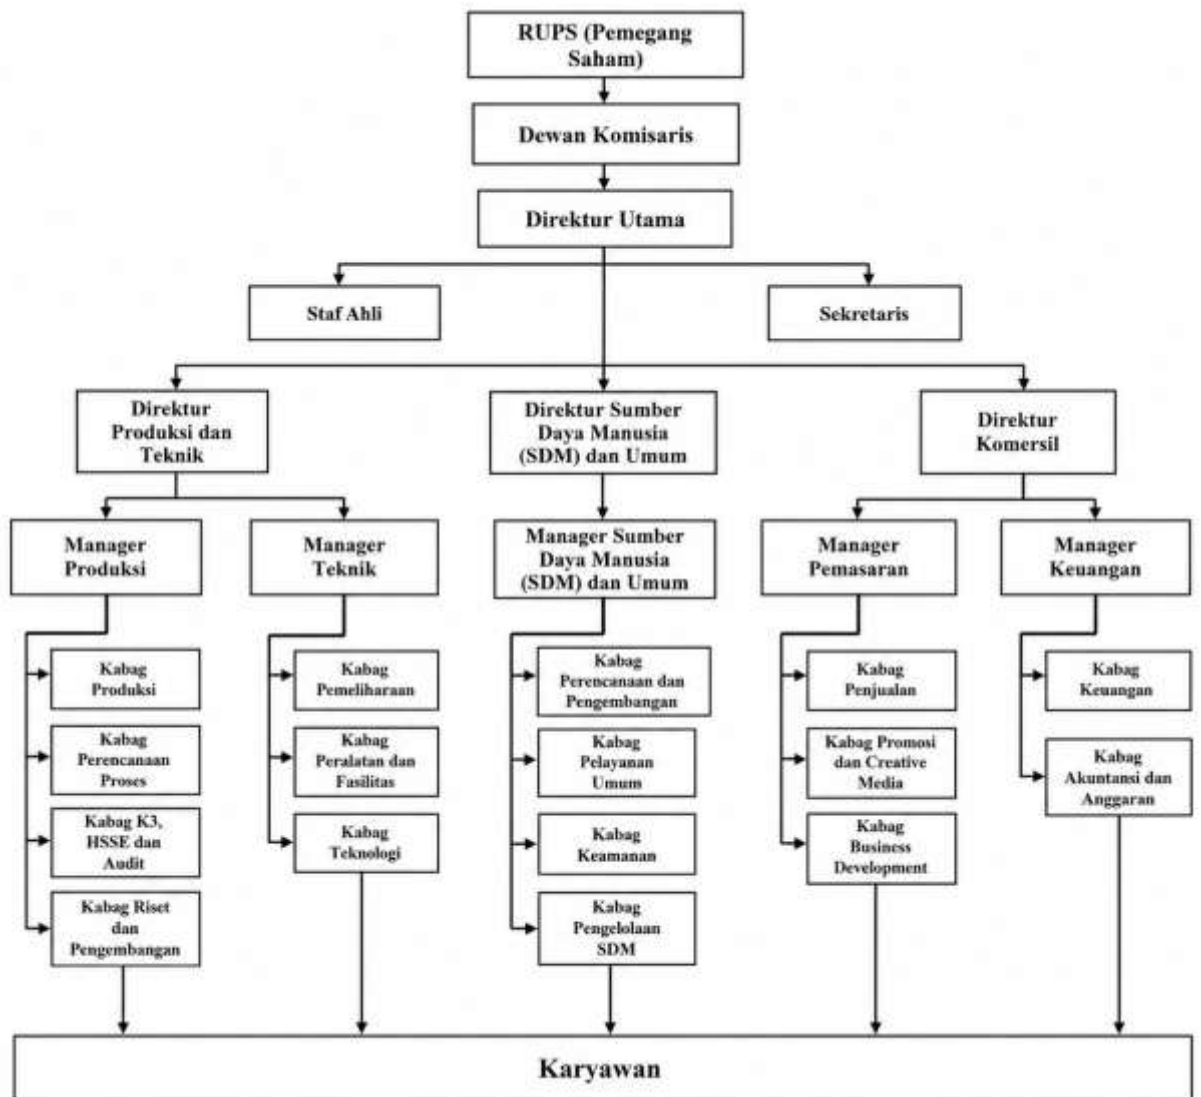 RUPS (Pemegang
Saham)
Dewan Komisaris
Direktur Utama
Staf Ahli
Sekretaris
Direktur
Produksi dan
Teknik
Direktur Sumber
Daya Manusia
(SDM) dan Umum
Direktur
Komersil
Manager
Produksi
Manager
Teknik
Manager Sumber
Daya Manusia
(SDM) dan Umum
Manager
Pemasaran
Manager
Keuangan
Kabag
Produksi
Kabag
Perencanaan
Proses
Kabag K3,
HSSE dan
Audit
Kabag Riset
dan
Pengembangan
Kabag
Pemeliharaan
Kabag
Peralatan dan
Fasilitas
Kabag
Teknologi
Kabag
Perencanaan dan
Pengembangan
Kabag
Pelayanan
Umum
Kabag
Keamanan
Kabag
Pengelolaan
SDM
Kabag
Penjualan
Kabag Promosi
dan Creative
Media
Kabag
Business
Development
Kabag
Keuangan
Kabag
Akuntansi dan
Anggaran
Karyawan